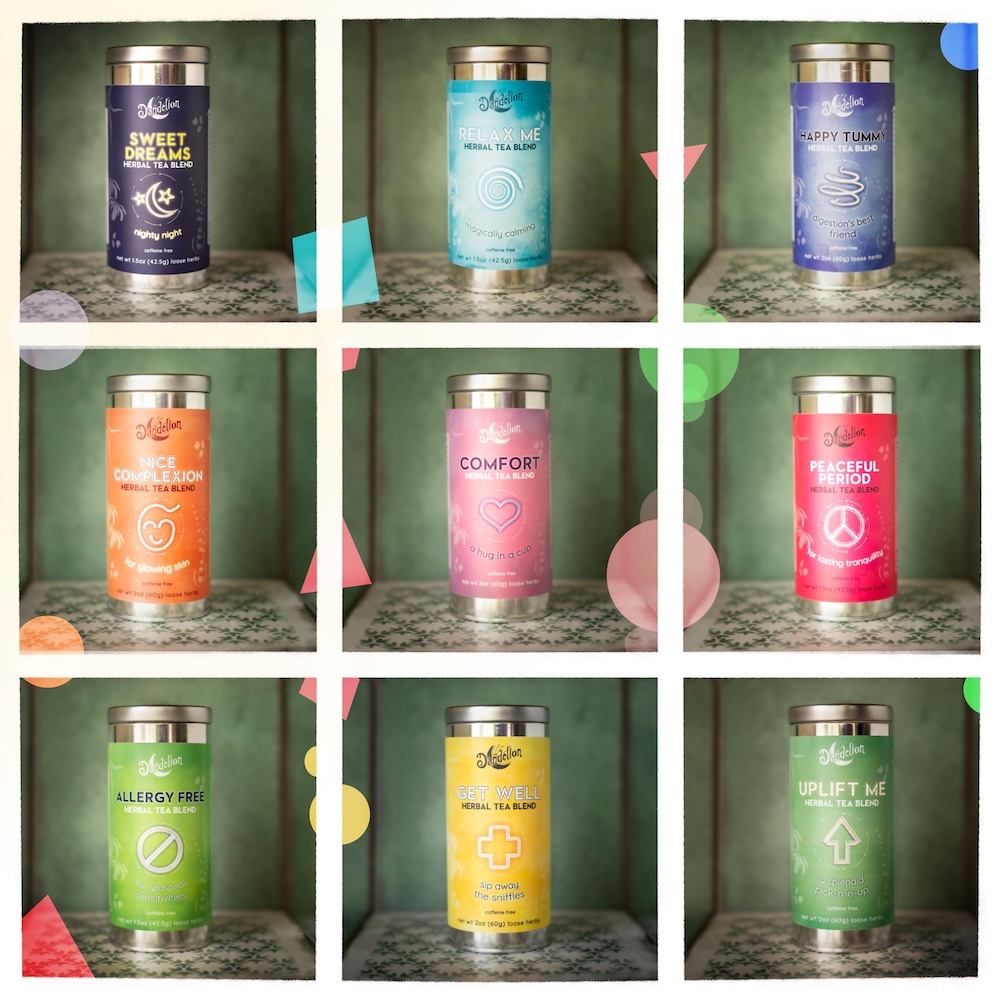 Dandelion
SWEET
DREAMS
HERBAL TEA BLEND
nighty night
caffeine free
net wt 1.5oz (42.5g) loose herbs
Dandelion
RELAX ME
HERBAL TEA BLEND
magically calming
caffeine free
net wt 1.5oz (42.5g) loose herbs
Dandelion
HAPPY TUMMY
HERBAL TEA BLEND
digestion's best
friend
caffeine free
net wt 2oz (60g) loose herbs
Dandelion
NICE
COMPLEXION
HERBAL TEA BLEND
for glowing skin
caffeine free
net wt 2oz (60g) loose herbs
Dandelion
COMFORT
HERBAL TEA BLEND
a hug in a cup
caffeine free
net wt 2oz (60g) loose herbs
Dandelion
PEACEFUL
PERIOD
HERBAL TEA BLEND
for lasting tranquility
caffeine free
net wt 1.5oz (42.5g) loose herbs
Dandelion
ALLERGY FREE
HERBAL TEA BLEND
for seasonal
sensitivities
caffeine free
net wt 1.5oz (42.5g) loose herbs
Dandelion
GET WELL
HERBAL TEA BLEND
sip away
the sniffles
caffeine free
net wt 2oz (60g) loose herbs
Dandelion
UPLIFT ME
HERBAL TEA BLEND
a splendid
pick-me-up
caffeine free
net wt 2oz (60g) loose herbs